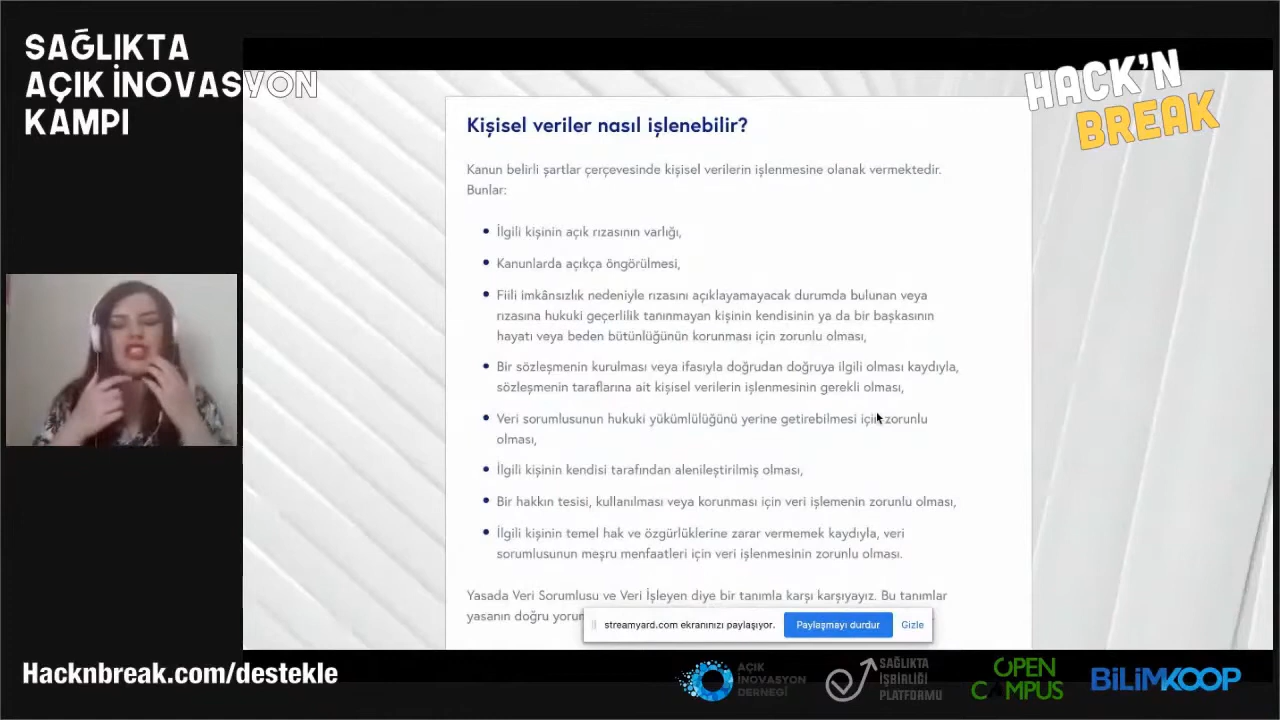 SAĞLIKTA
AÇIK İNOVASYON
KAMPI
HACK'N
BREAK
Kişisel veriler nasıl işlenebilir?
Kanun belirli şartlar çerçevesinde kişisel verilerin işlenmesine olanak vermektedir.
Bunlar:
İlgili kişinin açık rızasının varlığı,
Kanunlarda açıkça öngörülmesi,
Fiili imkânsızlık nedeniyle rızasını açıklayamayacak durumda bulunan veya
rızasına hukuki geçerlilik tanınmayan kişinin kendisinin ya da bir başkasının
hayatı veya beden bütünlüğünün korunması için zorunlu olması,
Bir sözleşmenin kurulması veya ifasıyla doğrudan doğruya ilgili olması kaydıyla,
sözleşmenin taraflarına ait kişisel verilerin işlenmesinin gerekli olması,
Veri sorumlusunun hukuki yükümlülüğünü yerine getirebilmesi için zorunlu
olması,
İlgili kişinin kendisi tarafından alenileştirilmiş olması,
Bir hakkın tesisi, kullanılması veya korunması için veri işlemenin zorunlu olması,
İlgili kişinin temel hak ve özgürlüklerine zarar vermemek kaydıyla, veri
sorumlusunun meşru menfaatleri için veri işlenmesinin zorunlu olması.
Yasada Veri Sorumlusu ve Veri İşleyen diye bir tanımla karşı karşıyayız. Bu tanımlar
yasanın doğru
streamyard.com ekranınızı paylaşıyor.
Paylaşmayı durdur
Gizle
Hacknbreak.com/destekle
AÇIK
İNOVASYON
DERNEĞİ
SAĞLIKTA
İŞBİRLİĞİ
PLATFORMU
OPEN
CAMPUS
BİLİMKOOP